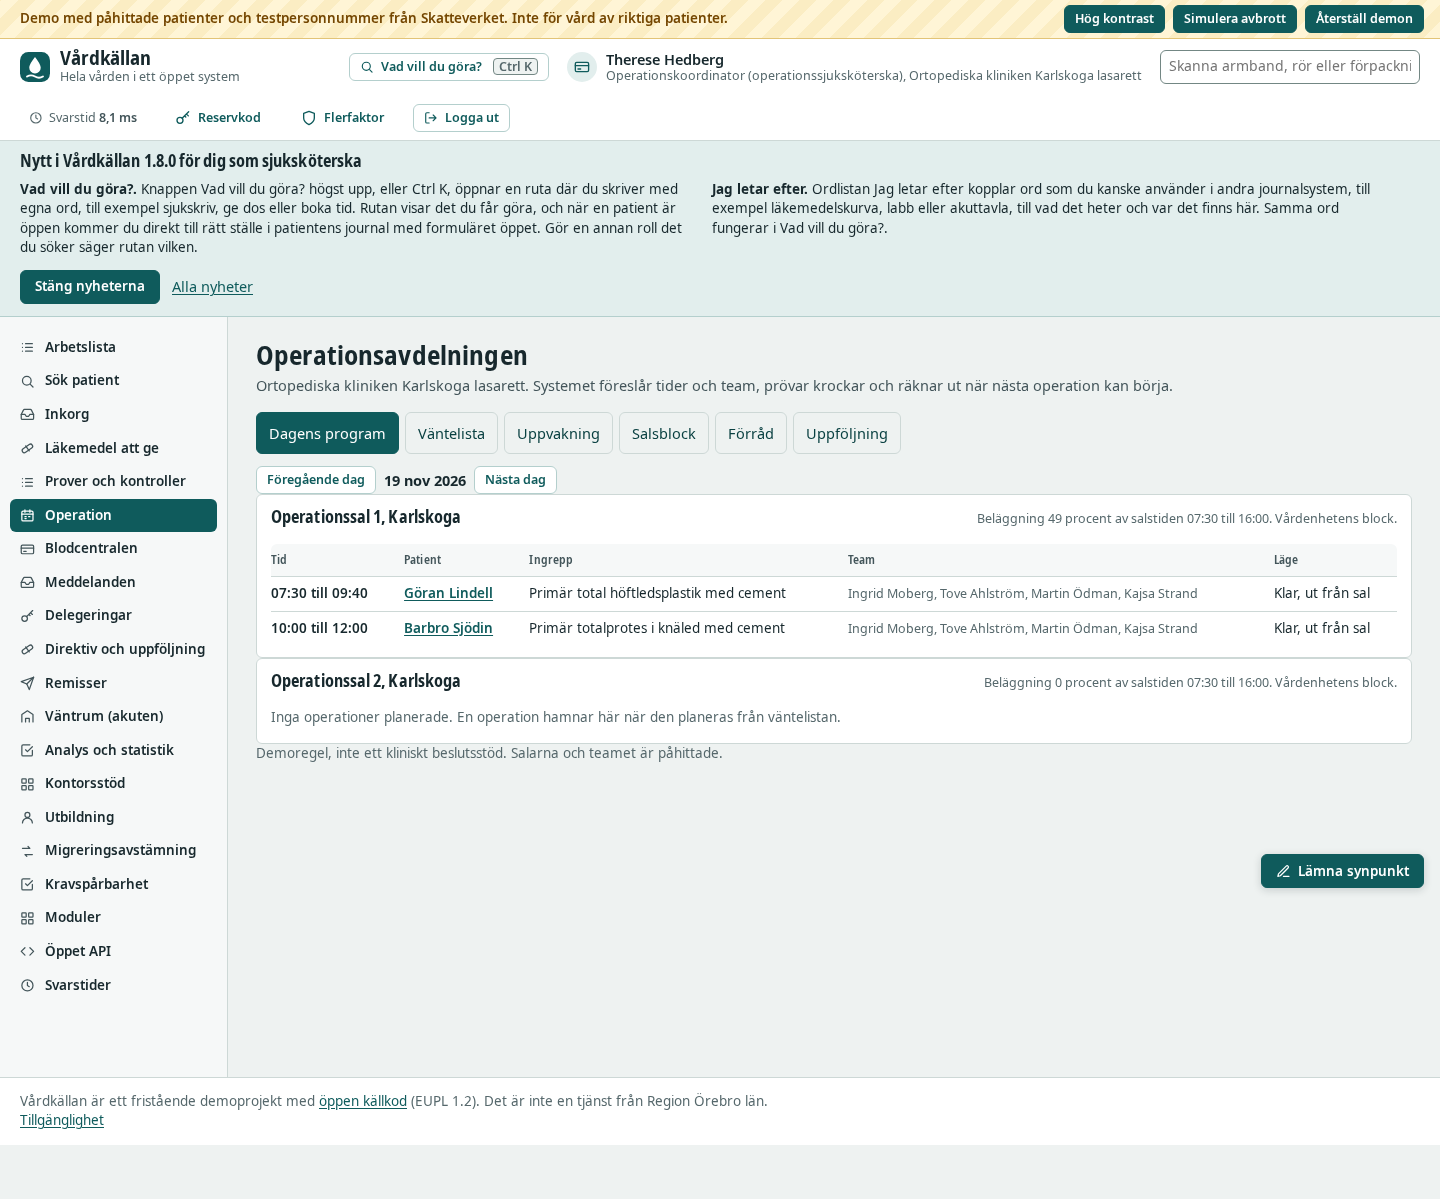 Demo med påhittade patienter och testpersonnummer från Skatteverket. Inte för vård av riktiga patienter.
Hög kontrast
Simulera avbrott
Återställ demon
Vårdkällan
Hela vården i ett öppet system
Vad vill du göra? Ctrl K
Therese Hedberg
Operationskoordinator (operationssjuksköterska), Ortopediska kliniken Karlskoga lasarett
Skanna armband, rör eller förpackni
Svarstid 8,1 ms
Reservkod
Flerfaktor
Logga ut
Nytt i Vårdkällan 1.8.0 för dig som sjuksköterska
Vad vill du göra?. Knappen Vad vill du göra? högst upp, eller Ctrl K, öppnar en ruta där du skriver med
egna ord, till exempel sjukskriv, ge dos eller boka tid. Rutan visar det du får göra, och när en patient är
öppen kommer du direkt till rätt ställe i patientens journal med formuläret öppet. Gör en annan roll det
du söker säger rutan vilken.
Jag letar efter. Ordlistan Jag letar efter kopplar ord som du kanske använder i andra journalsystem, till
exempel läkemedelskurva, labb eller akuttavla, till vad det heter och var det finns här. Samma ord
fungerar i Vad vill du göra?.
Stäng nyheterna
Alla nyheter
Arbetslista
Sök patient
Inkorg
Läkemedel att ge
Prover och kontroller
Operation
Blodcentralen
Meddelanden
Delegeringar
Direktiv och uppföljning
Remisser
Väntrum (akuten)
Analys och statistik
Kontorsstöd
Utbildning
Migreringsavstämning
Kravspårbarhet
Moduler
Öppet API
Svarstider
Operationsavdelningen
Ortopediska kliniken Karlskoga lasarett. Systemet föreslår tider och team, prövar krockar och räknar ut när nästa operation kan börja.
Dagens program
Väntelista
Uppvakning
Salsblock
Förråd
Uppföljning
Föregående dag
19 nov 2026
Nästa dag
Operationssal 1, Karlskoga
Beläggning 49 procent av salstiden 07:30 till 16:00. Vårdenhetens block.
Tid Patient Ingrepp Team Läge
07:30 till 09:40 Göran Lindell Primär total höftledsplastik med cement Ingrid Moberg, Tove Ahlström, Martin Ödman, Kajsa Strand Klar, ut från sal
10:00 till 12:00 Barbro Sjödin Primär totalprotes i knäled med cement Ingrid Moberg, Tove Ahlström, Martin Ödman, Kajsa Strand Klar, ut från sal
Operationssal 2, Karlskoga
Beläggning 0 procent av salstiden 07:30 till 16:00. Vårdenhetens block.
Inga operationer planerade. En operation hamnar här när den planeras från väntelistan.
Demoregel, inte ett kliniskt beslutsstöd. Salarna och teamet är påhittade.
Lämna synpunkt
Vårdkällan är ett fristående demoprojekt med öppen källkod (EUPL 1.2). Det är inte en tjänst från Region Örebro län.
Tillgänglighet